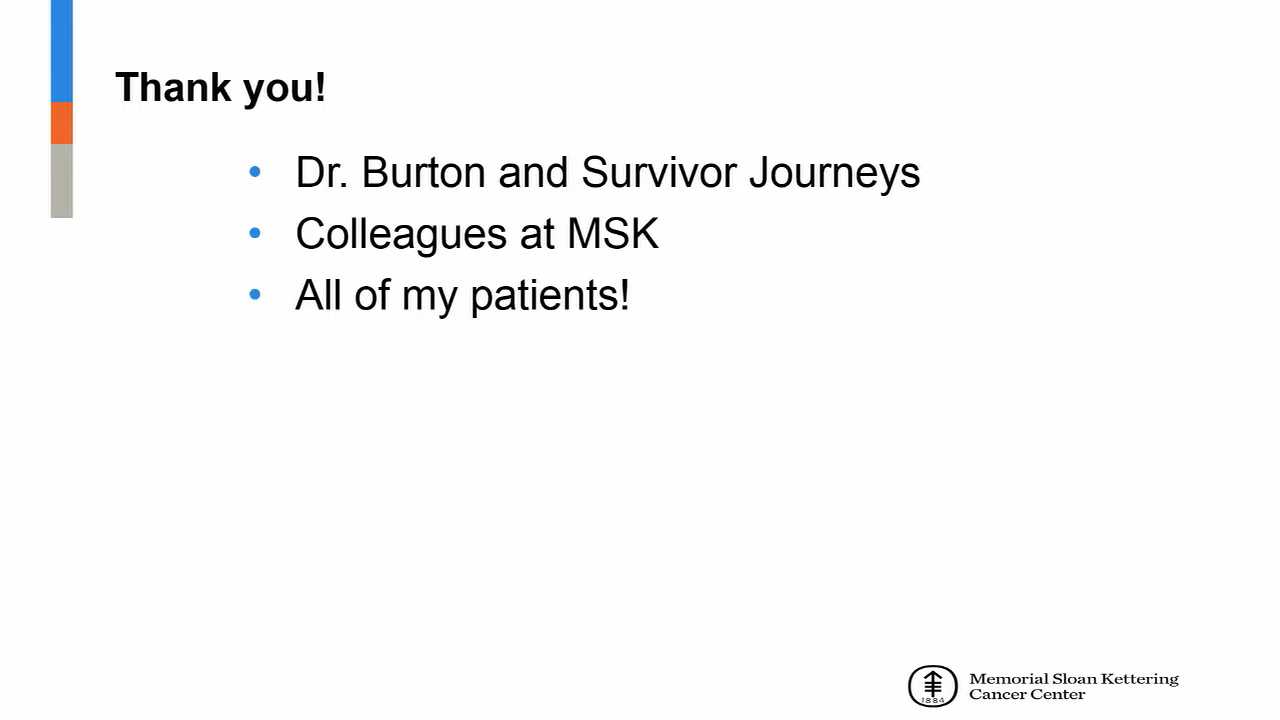 Thank you!
• Dr. Burton and Survivor Journeys
• Colleagues at MSK
• All of my patients!
1884
Memorial Sloan Kettering
Cancer Center